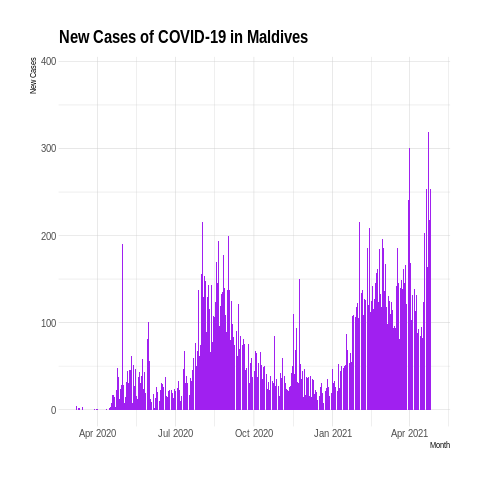 New Cases of COVID-19 in Maldives
New Cases
400
300
200
100
0
Apr 2020 Jul 2020 Oct 2020 Jan 2021 Apr 2021
Month